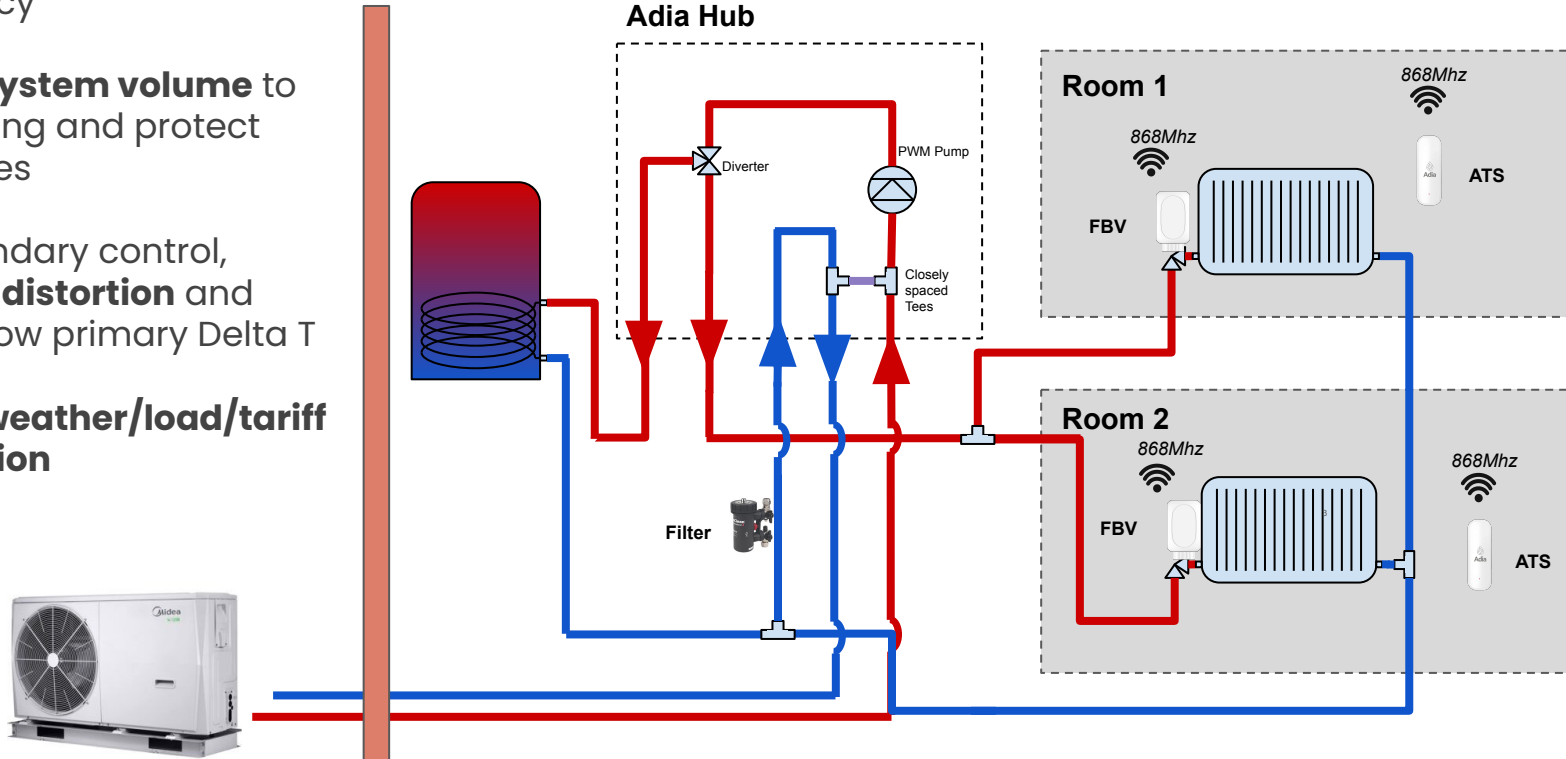 cy
ystem volume to
ing and protect
es
ndary control,
distortion and
ow primary Delta T
weather/load/tariff
ion
Adia Hub
Diverter
PWM Pump
Closely
spaced
Tees
Filter
Room 1
868Mhz
868Mhz
FBV
Adia
ATS
Room 2
868Mhz
868Mhz
FBV
3
Adia
ATS
Midea